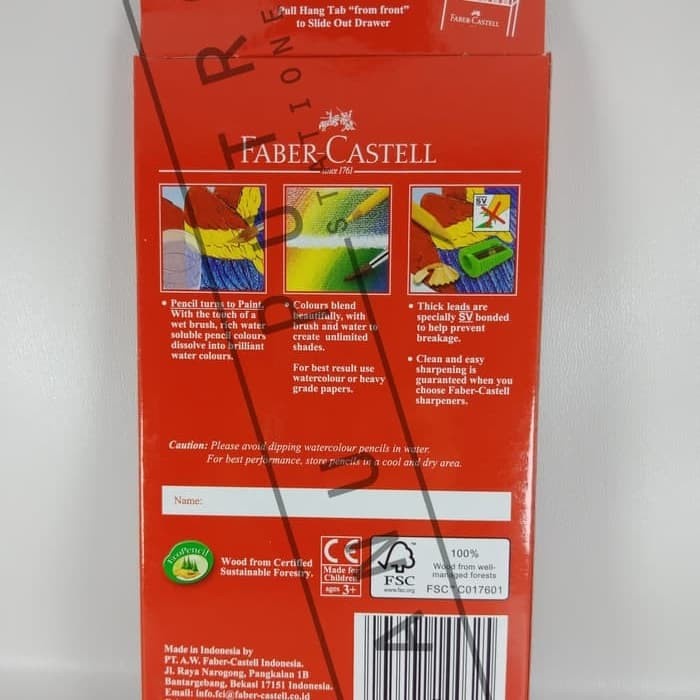 Pull Hang Tab "from front"
to Slide Out Drawer
FABER-CASTELL
FABER-CASTELL
since 1761
SV
• Pencil turns to Paint.
With the touch of a
wet brush, rich water
soluble pencil colours
dissolve into brilliant
water colours.
• Colours blend
beautifully, with
brush and water to
create unlimited
shades.
For best result use
watercolour or heavy
grade papers.
• Thick leads are
specially SV bonded
to help prevent
breakage.
• Clean and easy
sharpening is
guaranteed when you
choose Faber-Castell
sharpeners.
Caution: Please avoid dipping watercolour pencils in water.
For best performance, store pencils in a cool and dry area.
Name:
EcoPencil
Wood from Certified
Sustainable Forestry.
CE
Made for
Children
ages 3+
FSC
www.fsc.org
100%
Wood from well-
managed forests
FSC® C017601
Made in Indonesia by
PT. A.W. Faber-Castell Indonesia.
Jl. Raya Narogong, Pangkalan 1B
Bantargebang, Bekasi 17151 Indonesia.
Email: info.fci@faber-castell.co.id